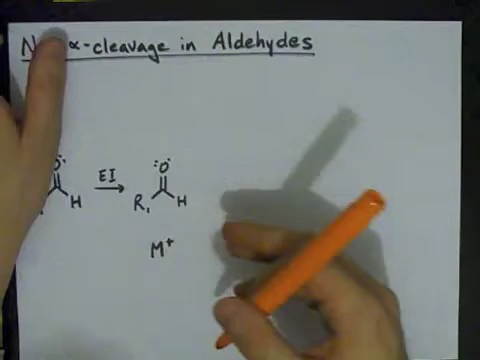 α-cleavage in Aldehydes
EI
:Ö
H
:Ö
R₁
H
M⁺